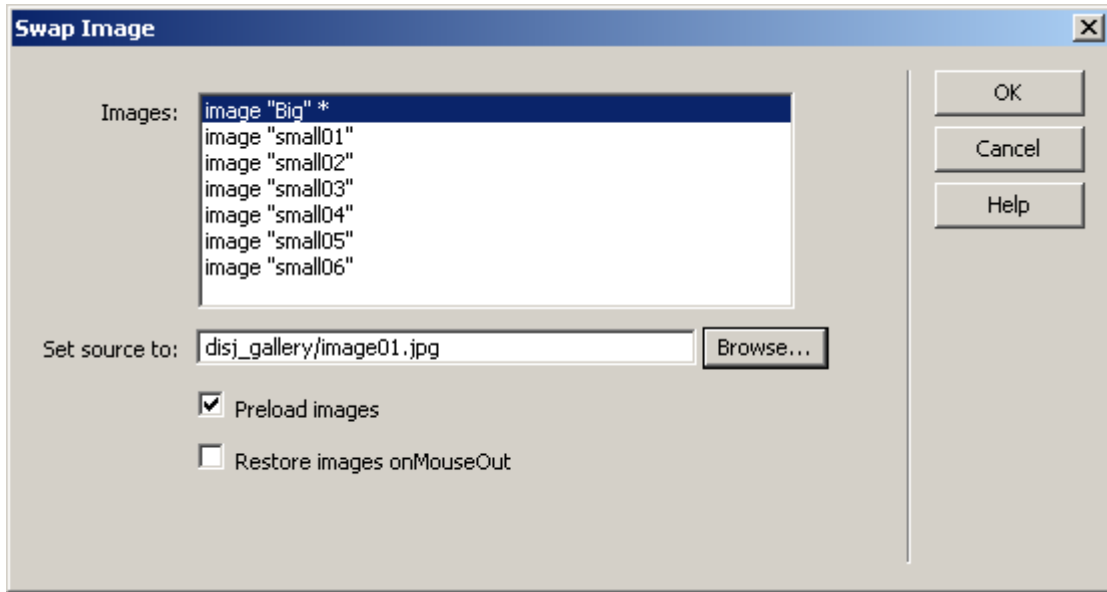 Swap Image
Images:
image "Big" *
image "small01"
image "small02"
image "small03"
image "small04"
image "small05"
image "small06"
Set source to:
disj_gallery/image01.jpg
Browse...
Preload images
Restore images onMouseOut
OK
Cancel
Help